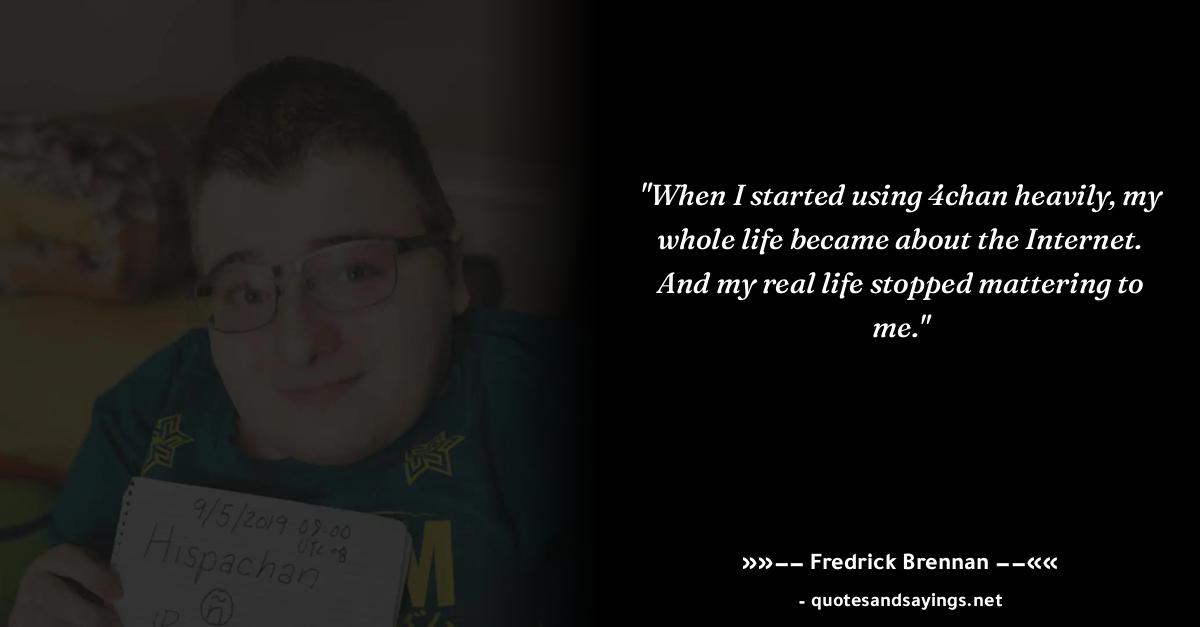 "When I started using 4chan heavily, my
whole life became about the Internet.
And my real life stopped mattering to
me."
»»−− Fredrick Brennan −−««
- quotesandsayings.net
9/5/2019 09:00
UTC +8
Hispachan
ñ
M